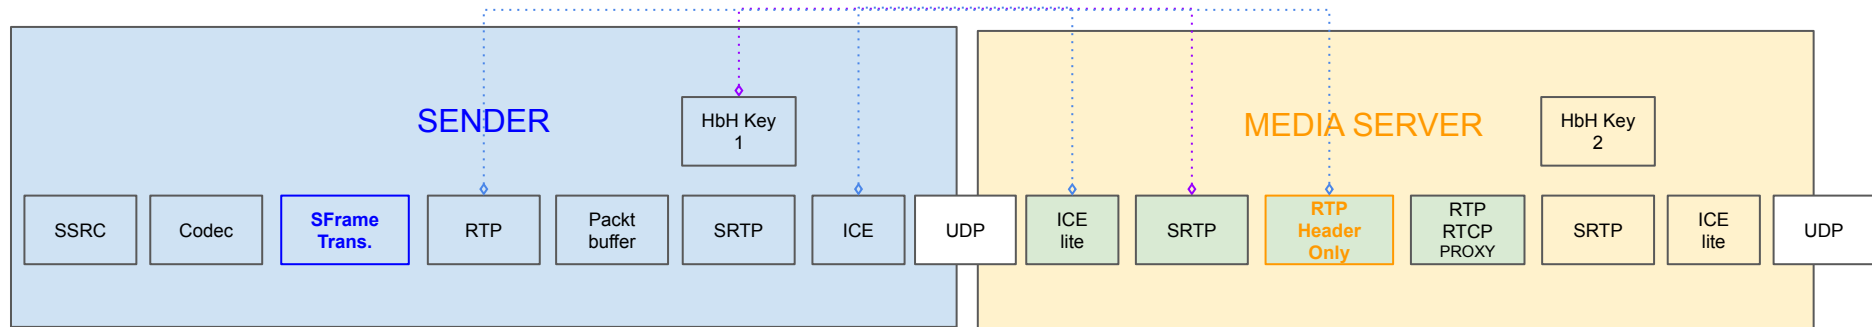 SENDER
HbH Key
1
SSRC
Codec
SFrame
Trans.
RTP
Packt
buffer
SRTP
ICE
UDP
MEDIA SERVER
HbH Key
2
ICE
lite
SRTP
RTP
Header
Only
RTP
RTCP
PROXY
SRTP
ICE
lite
UDP